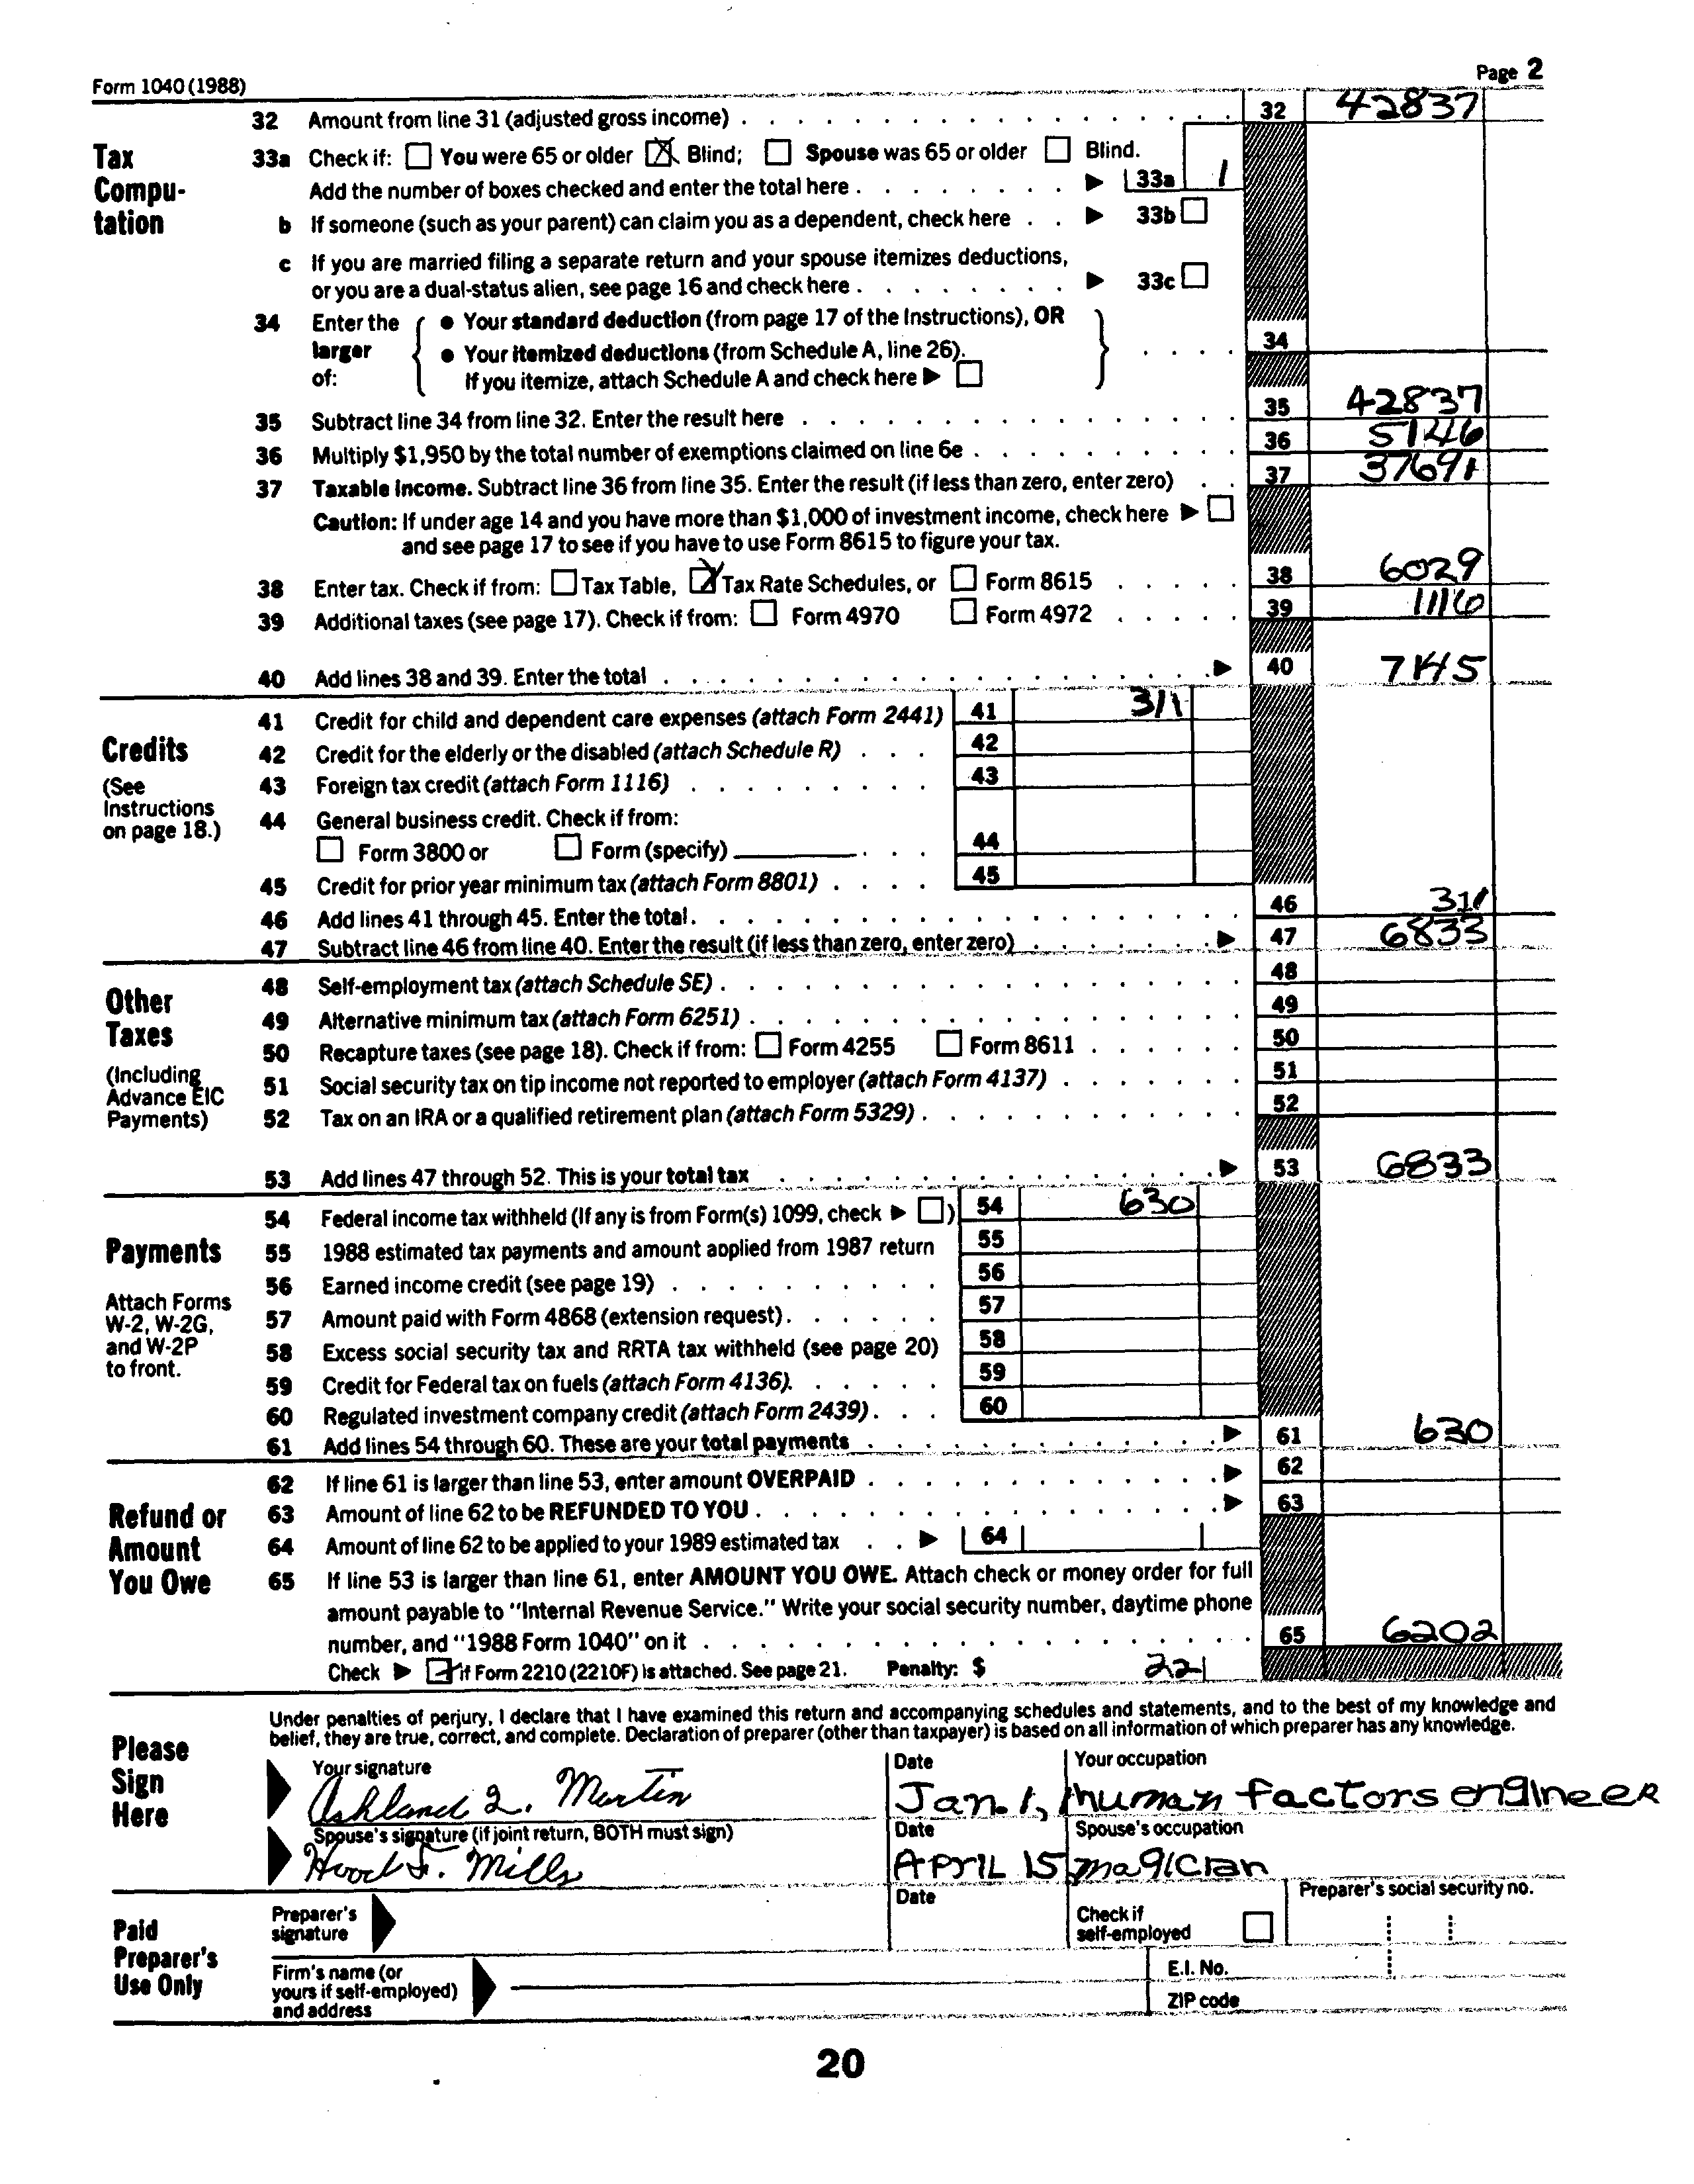 Form 1040 (1988) Page 2
32 Amount from line 31 (adjusted gross income) 32 42837
Tax Compu-tation
33a Check if: You were 65 or older Blind; Spouse was 65 or older Blind.
Add the number of boxes checked and enter the total here 33a 1
b If someone (such as your parent) can claim you as a dependent, check here 33b
c If you are married filing a separate return and your spouse itemizes deductions,
or you are a dual-status alien, see page 16 and check here 33c
34 Enter the larger of:
• Your standard deduction (from page 17 of the Instructions), OR
• Your itemized deductions (from Schedule A, line 26).
If you itemize, attach Schedule A and check here
34
35 Subtract line 34 from line 32. Enter the result here 35 42837
36 Multiply $1,950 by the total number of exemptions claimed on line 6e 36 5146
37 Taxable income. Subtract line 36 from line 35. Enter the result (if less than zero, enter zero) 37 37691
Caution: If under age 14 and you have more than $1,000 of investment income, check here
and see page 17 to see if you have to use Form 8615 to figure your tax.
38 Enter tax. Check if from: Tax Table, Tax Rate Schedules, or Form 8615 38 6029
39 Additional taxes (see page 17). Check if from: Form 4970 Form 4972 39 1116
40 Add lines 38 and 39. Enter the total 40 7145
Credits
(See Instructions on page 18.)
41 Credit for child and dependent care expenses (attach Form 2441) 41 311
42 Credit for the elderly or the disabled (attach Schedule R) 42
43 Foreign tax credit (attach Form 1116) 43
44 General business credit. Check if from:
Form 3800 or Form (specify) 44
45 Credit for prior year minimum tax (attach Form 8801) 45
46 Add lines 41 through 45. Enter the total. 46 311
47 Subtract line 46 from line 40. Enter the result (if less than zero, enter zero) 47 6833
Other Taxes
(Including Advance EIC Payments)
48 Self-employment tax (attach Schedule SE) 48
49 Alternative minimum tax (attach Form 6251) 49
50 Recapture taxes (see page 18). Check if from: Form 4255 Form 8611 50
51 Social security tax on tip income not reported to employer (attach Form 4137) 51
52 Tax on an IRA or a qualified retirement plan (attach Form 5329) 52
53 Add lines 47 through 52. This is your total tax 53 6833
Payments
Attach Forms W-2, W-2G, and W-2P to front.
54 Federal income tax withheld (If any is from Form(s) 1099, check ) 54 630
55 1988 estimated tax payments and amount applied from 1987 return 55
56 Earned income credit (see page 19) 56
57 Amount paid with Form 4868 (extension request) 57
58 Excess social security tax and RRTA tax withheld (see page 20) 58
59 Credit for Federal tax on fuels (attach Form 4136). 59
60 Regulated investment company credit (attach Form 2439) 60
61 Add lines 54 through 60. These are your total payments 61 630
Refund or Amount You Owe
62 If line 61 is larger than line 53, enter amount OVERPAID 62
63 Amount of line 62 to be REFUNDED TO YOU 63
64 Amount of line 62 to be applied to your 1989 estimated tax 64
65 If line 53 is larger than line 61, enter AMOUNT YOU OWE. Attach check or money order for full
amount payable to "Internal Revenue Service." Write your social security number, daytime phone
number, and "1988 Form 1040" on it 65 6202
Check if Form 2210 (2210F) is attached. See page 21. Penalty: $ 22
Please Sign Here
Under penalties of perjury, I declare that I have examined this return and accompanying schedules and statements, and to the best of my knowledge and
belief, they are true, correct, and complete. Declaration of preparer (other than taxpayer) is based on all information of which preparer has any knowledge.
Your signature Date Your occupation
Ashland Q. Martin Jan. 1, human factors engineer
Spouse's signature (if joint return, BOTH must sign) Date Spouse's occupation
Mills APRIL 15 magician
Paid Preparer's Use Only
Preparer's signature Date Check if self-employed Preparer's social security no.
Firm's name (or yours if self-employed) and address
E.I. No.
ZIP code
20